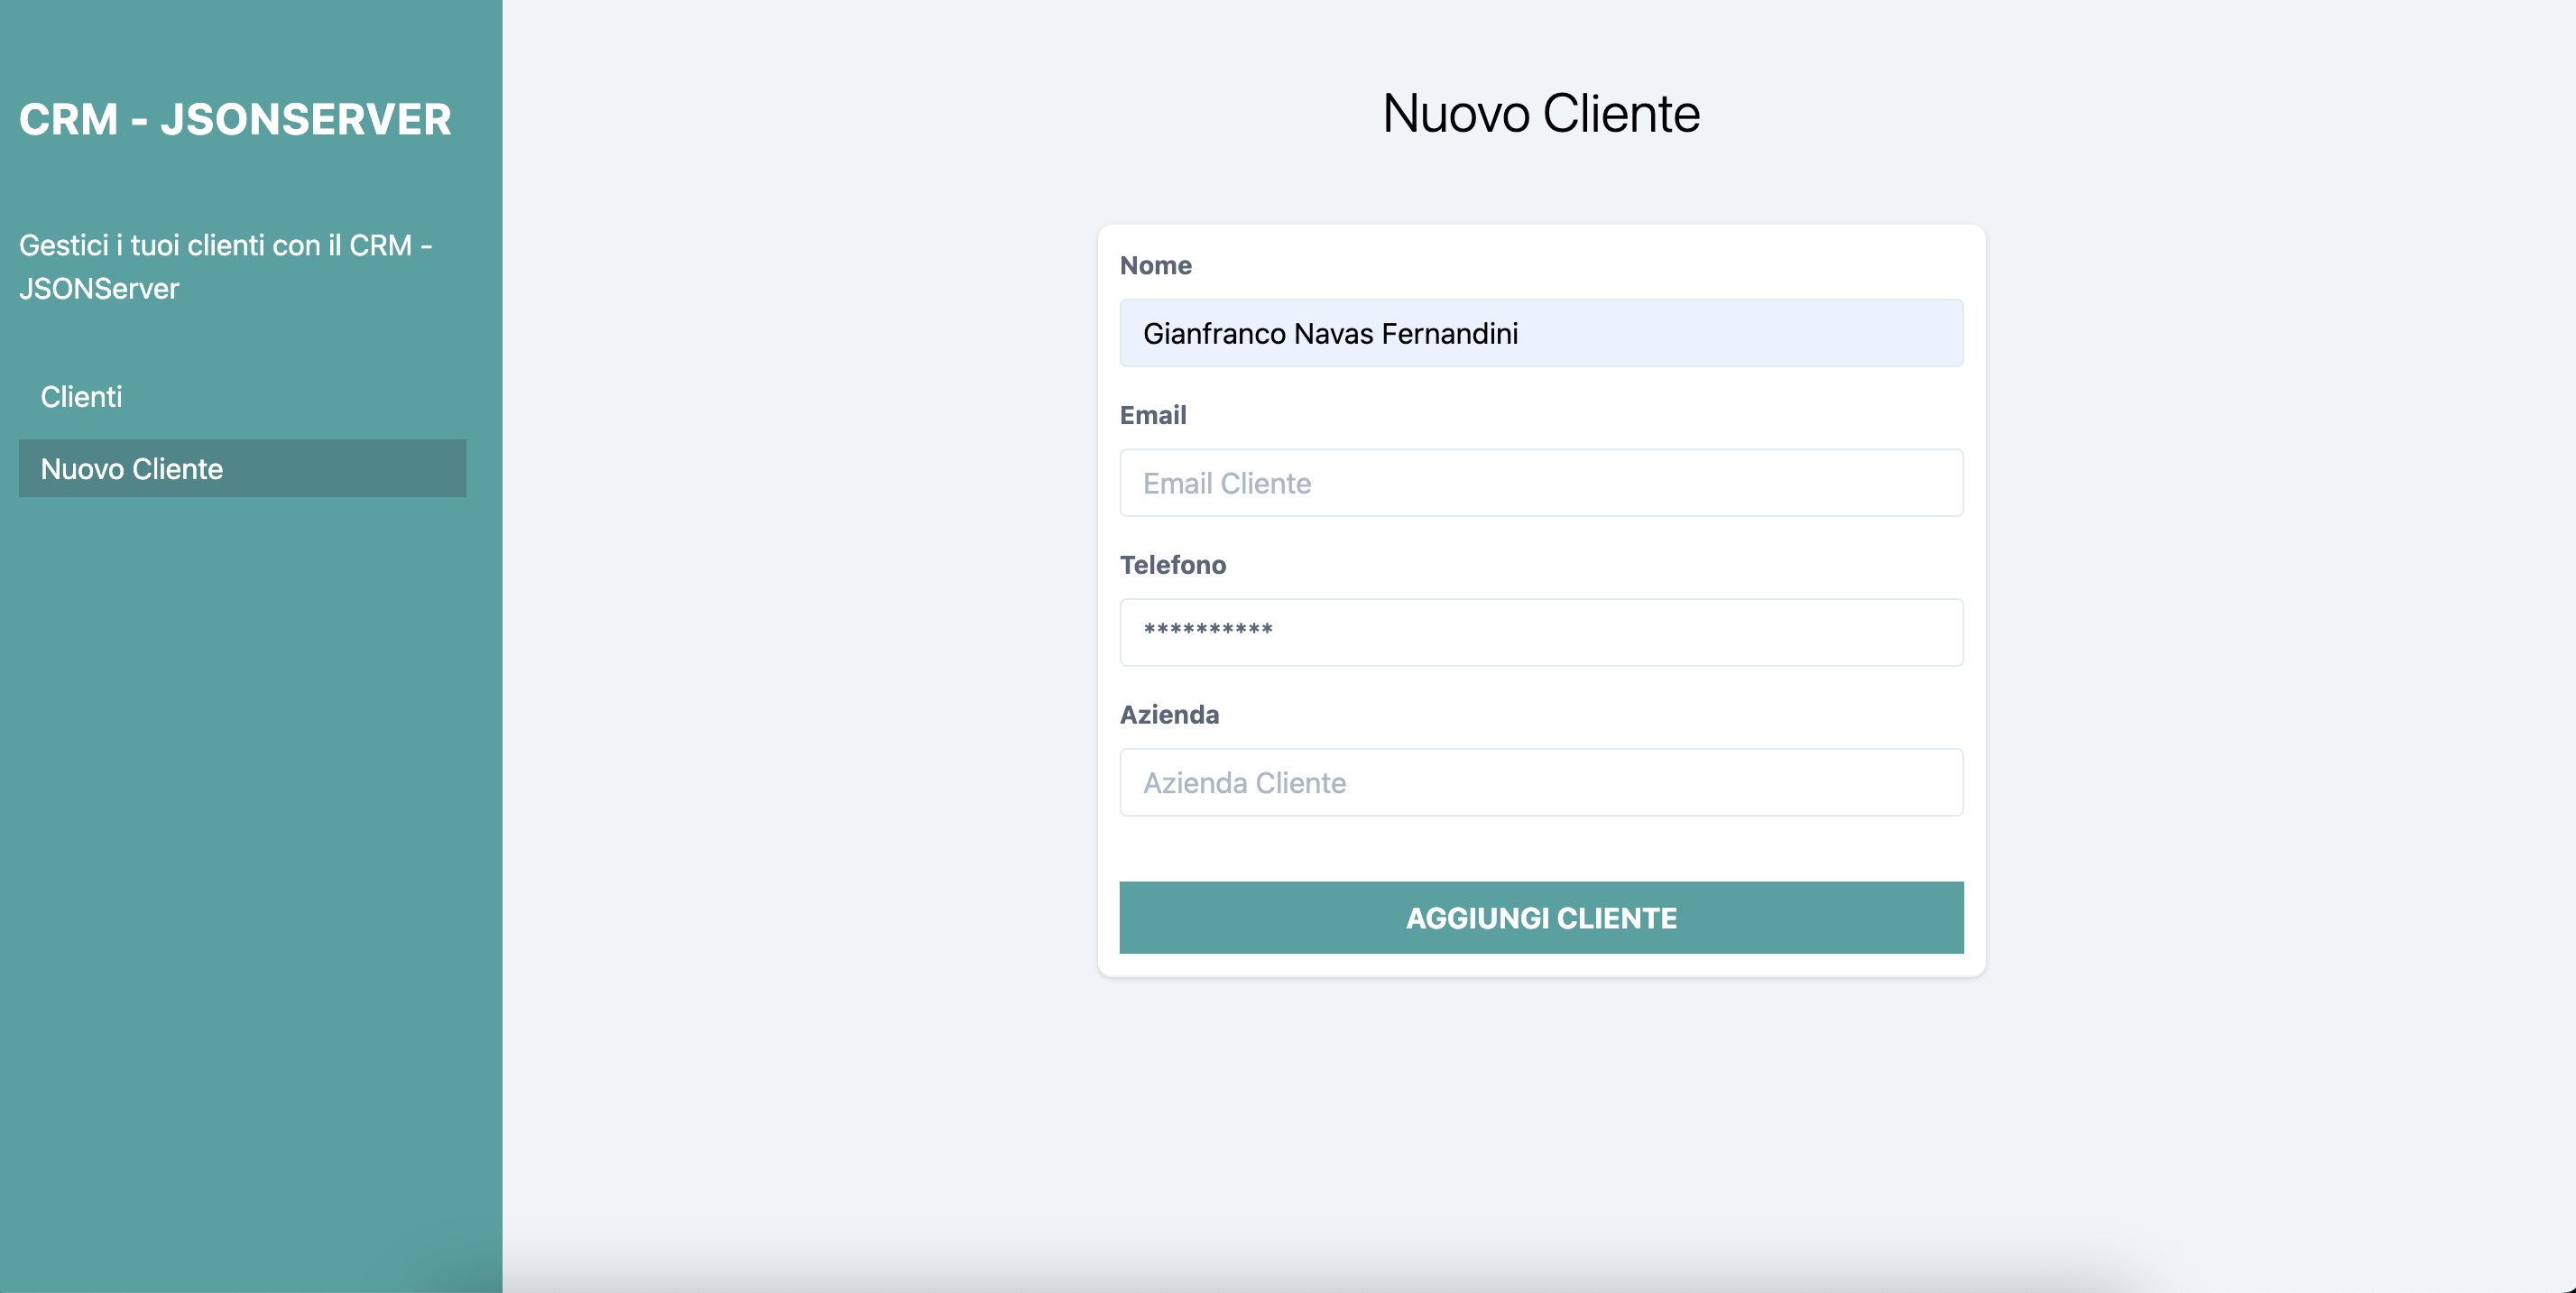 CRM - JSONSERVER
Gestici i tuoi clienti con il CRM -
JSONServer
Clienti
Nuovo Cliente
Nuovo Cliente
Nome
Gianfranco Navas Fernandini
Email
Email Cliente
Telefono
**********
Azienda
Azienda Cliente
AGGIUNGI CLIENTE